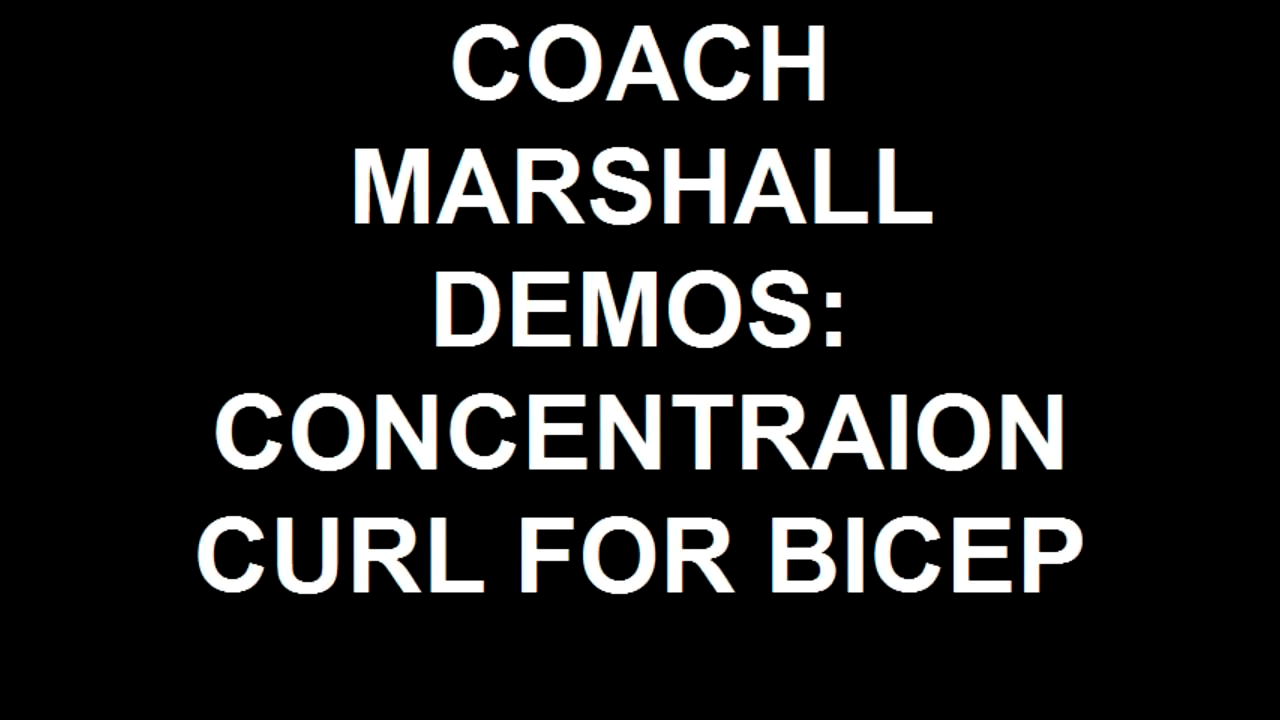 COACH
MARSHALL
DEMOS:
CONCENTRAION
CURL FOR BICEP